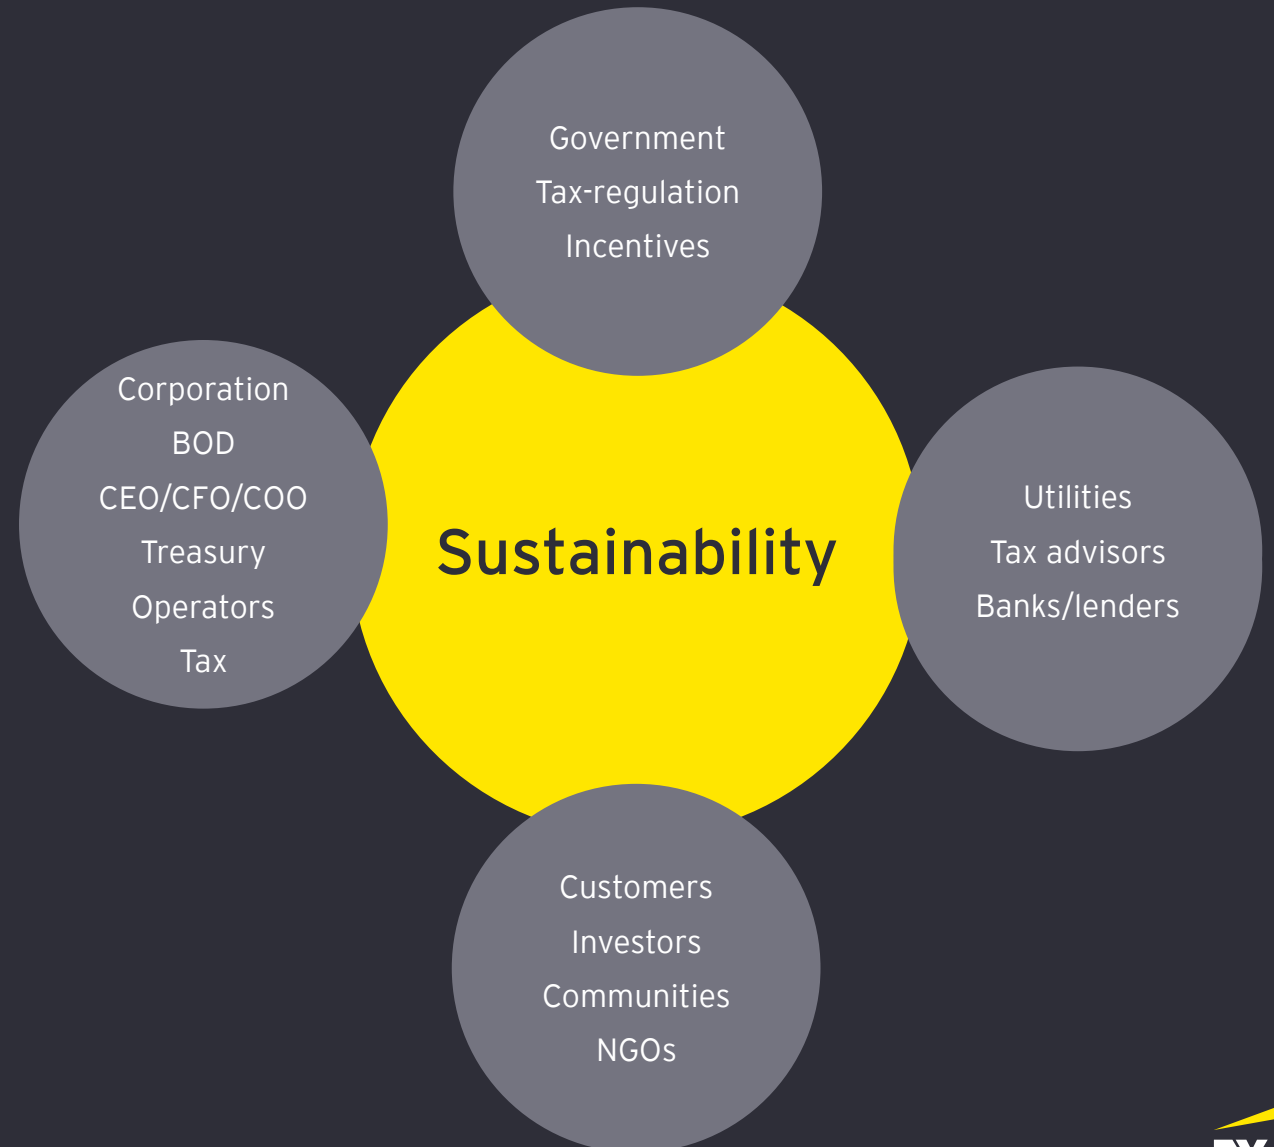 Government
Tax-regulation
Incentives
Corporation
BOD
CEO/CFO/COO
Treasury
Operators
Tax
Sustainability
Utilities
Tax advisors
Banks/lenders
Customers
Investors
Communities
NGOs